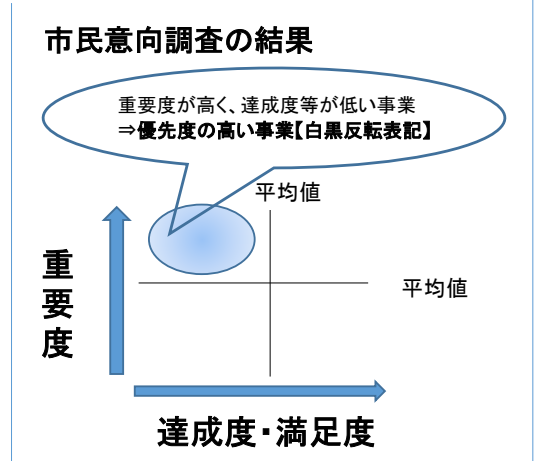 市民意向調査の結果
重要度が高く、達成度等が低い事業
⇒優先度の高い事業【白黒反転表記】
平均値
重要度
平均値
達成度・満足度